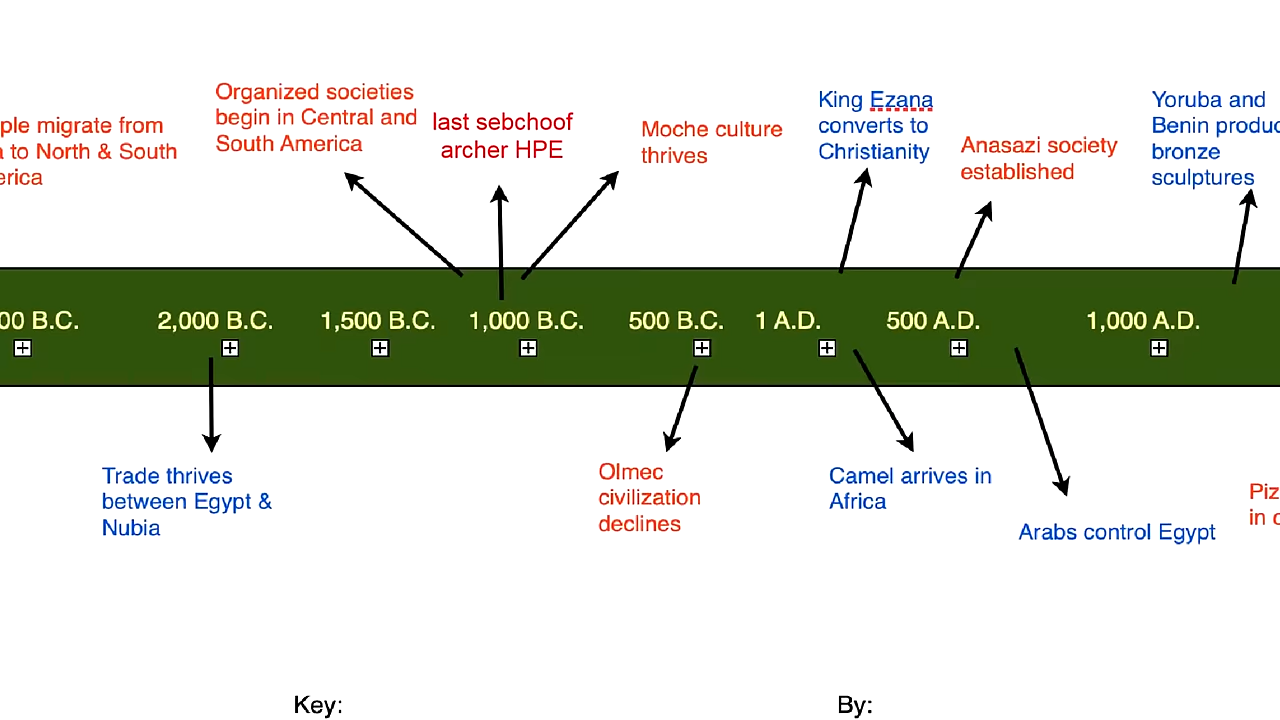 ple migrate from
a to North & South
erica
Organized societies
begin in Central and
South America
last sebchoof
archer HPE
Moche culture
thrives
King Ezana
converts to
Christianity
Anasazi society
established
Yoruba and
Benin produc
bronze
sculptures
00 B.C.
2,000 B.C.
1,500 B.C.
1,000 B.C.
500 B.C.
1 A.D.
500 A.D.
1,000 A.D.
Trade thrives
between Egypt &
Nubia
Olmec
civilization
declines
Camel arrives in
Africa
Arabs control Egypt
Piz
in c
Key:
By: